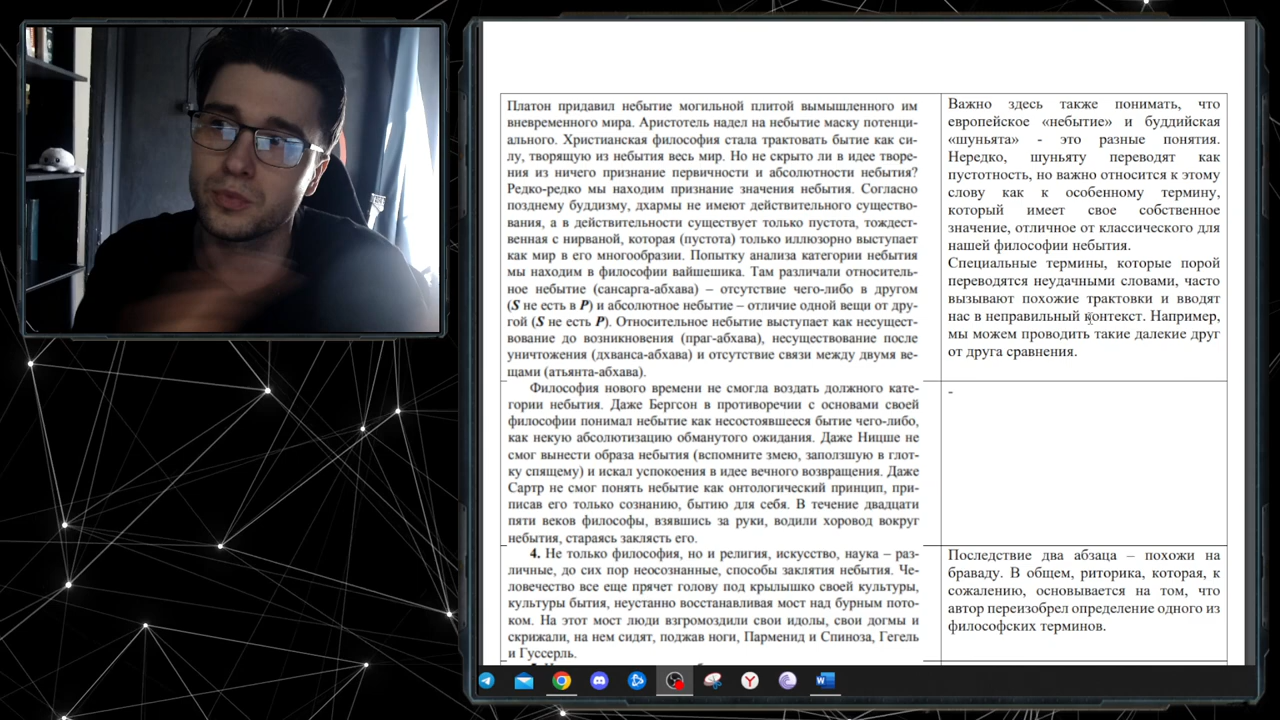 Платон придавил небытие могильной плитой вымышленного им
вневременного мира. Аристотель надел на небытие маску потенци-
ального. Христианская философия стала трактовать бытие как си-
лу, творящую из небытия весь мир. Но не скрыто ли в идее творе-
ния из ничего признание первичности и абсолютности небытия?
Редко-редко мы находим признание значения небытия. Согласно
позднему буддизму, дхармы не имеют действительного существо-
вания, а в действительности существует только пустота, тождест-
венная с нирваной, которая (пустота) только иллюзорно выступает
как мир в его многообразии. Попытку анализа категории небытия
мы находим в философии вайшешика. Там различали относитель-
ное небытие (сансарга-абхава) – отсутствие чего-либо в другом
(S не есть в P) и абсолютное небытие – отличие одной вещи от дру-
гой (S не есть P). Относительное небытие выступает как несущест-
вование до возникновения (праг-абхава), несуществование после
уничтожения (дхванса-абхава) и отсутствие связи между двумя ве-
щами (атьянта-абхава).
Философия нового времени не смогла воздать должного кате-
гории небытия. Даже Бергсон в противоречии с основами своей
философии понимал небытие как несостоявшееся бытие чего-либо,
как некую абсолютизацию обманутого ожидания. Даже Ницше не
смог вынести образа небытия (вспомните змею, заползшую в глот-
ку спящему) и искал успокоения в идее вечного возвращения. Даже
Сартр не смог понять небытие как онтологический принцип, при-
писав его только сознанию, бытию для себя. В течение двадцати
пяти веков философы, взявшись за руки, водили хоровод вокруг
небытия, стараясь заклясть его.
4. Не только философия, но и религия, искусство, наука – раз-
личные, до сих пор неосознанные, способы заклятия небытия. Че-
ловечество все еще прячет голову под крылышко своей культуры,
культуры бытия, неустанно восстанавливая мост над бурным пото-
ком. На этот мост люди взгромоздили свои идолы, свои догмы и
скрижали, на нем сидят, поджав ноги, Парменид и Спиноза, Гегель
и Гуссерль.
Важно здесь также понимать, что
европейское «небытие» и буддийская
«шуньята» - это разные понятия.
Нередко, шуньяту переводят как
пустотность, но важно относится к этому
слову как к особенному термину,
который имеет свое собственное
значение, отличное от классического для
нашей философии небытия.
Специальные термины, которые порой
переводятся неудачными словами, часто
вызывают похожие трактовки и вводят
нас в неправильный контекст. Например,
мы можем проводить такие далекие друг
от друга сравнения.
-
Последствие два абзаца – похожи на
браваду. В общем, риторика, которая, к
сожалению, основывается на том, что
автор переизобрел определение одного из
философских терминов.